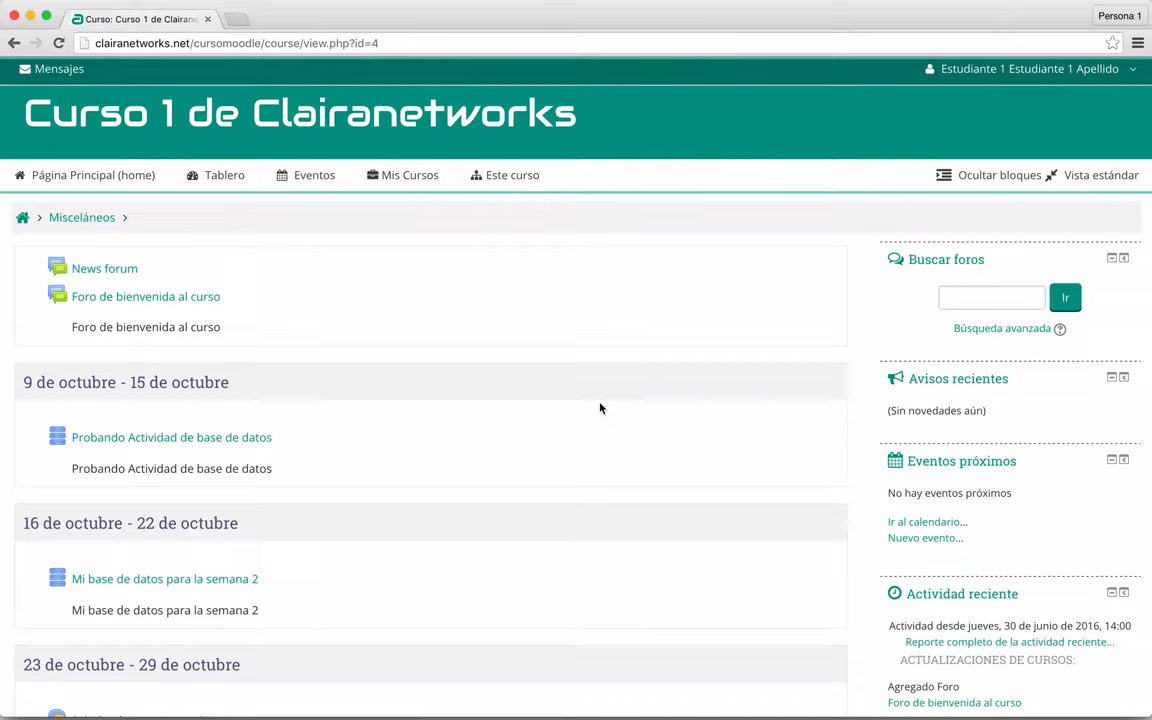 Curso: Curso 1 de Clairane
Persona 1
clairanetworks.net/cursomoodle/course/view.php?id=4
Mensajes
Estudiante 1 Estudiante 1 Apellido
Curso 1 de Clairanetworks
Página Principal (home)
Tablero
Eventos
Mis Cursos
Este curso
Ocultar bloques
Vista estándar
Misceláneos
News forum
Foro de bienvenida al curso
Foro de bienvenida al curso
9 de octubre - 15 de octubre
Probando Actividad de base de datos
Probando Actividad de base de datos
16 de octubre - 22 de octubre
Mi base de datos para la semana 2
Mi base de datos para la semana 2
23 de octubre - 29 de octubre
Buscar foros
Ir
Búsqueda avanzada
Avisos recientes
(Sin novedades aún)
Eventos próximos
No hay eventos próximos
Ir al calendario...
Nuevo evento...
Actividad reciente
Actividad desde jueves, 30 de junio de 2016, 14:00
Reporte completo de la actividad reciente...
ACTUALIZACIONES DE CURSOS:
Agregado Foro
Foro de bienvenida al curso